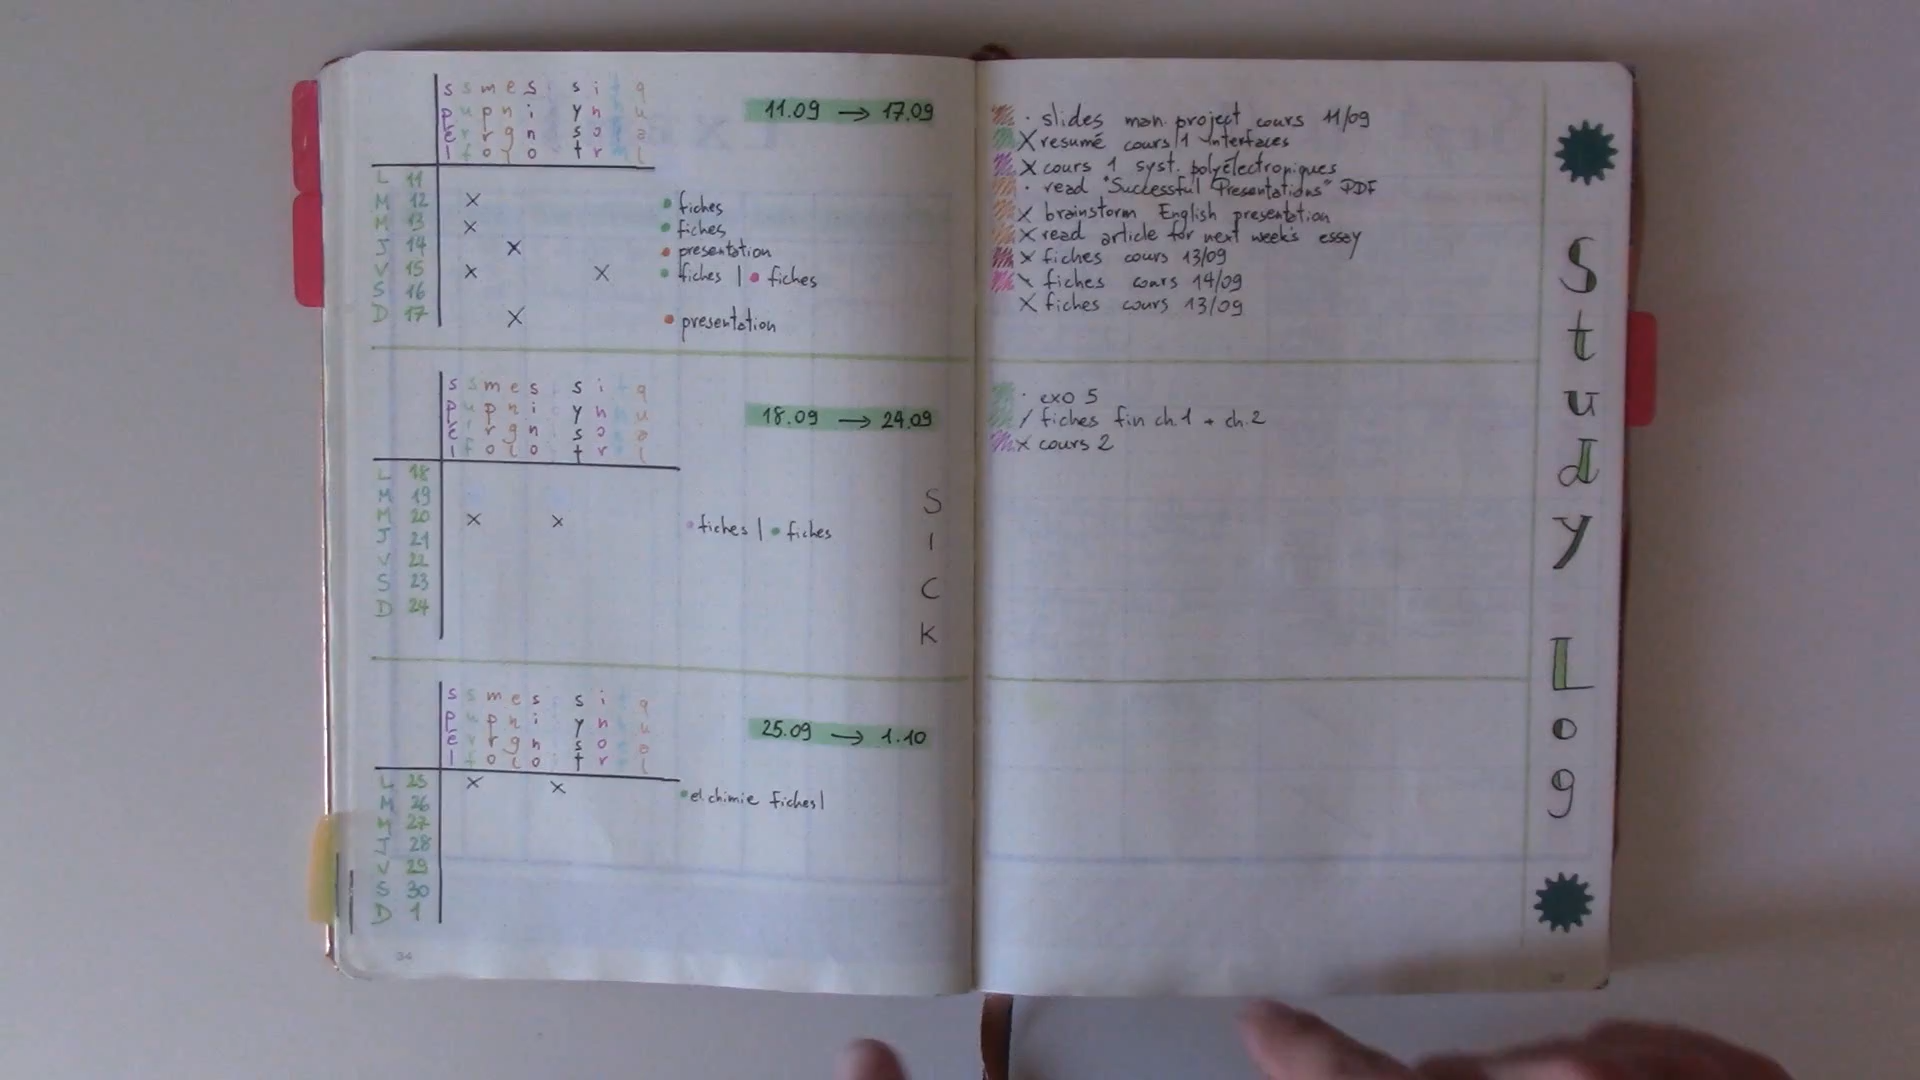 11.09 → 17.09
L 11
M 12 X
M 13 X
J 14 X
V 15 X X
S 16
D 17 X
• fiches
• fiches
• presentation
• fiches | • fiches
• presentation
18.09 → 24.09
L 18
M 19
M 20 X X
J 21
V 22
S 23
D 24
• fiches | • fiches
SICK
25.09 → 1.10
L 25 X X
M 26
M 27
J 28
V 29
S 30
D 1
• el. chimie fiches |
34
· slides man. project cours 11/09
X resumé cours 1 Interfaces
X cours 1 syst. polyélectroniques
· read "Successful Presentations" PDF
X brainstorm English presentation
X read article for next week's essay
X fiches cours 13/09
\ fiches cours 14/09
X fiches cours 13/09
· exo 5
/ fiches fin ch.1 + ch.2
X cours 2
Study Log